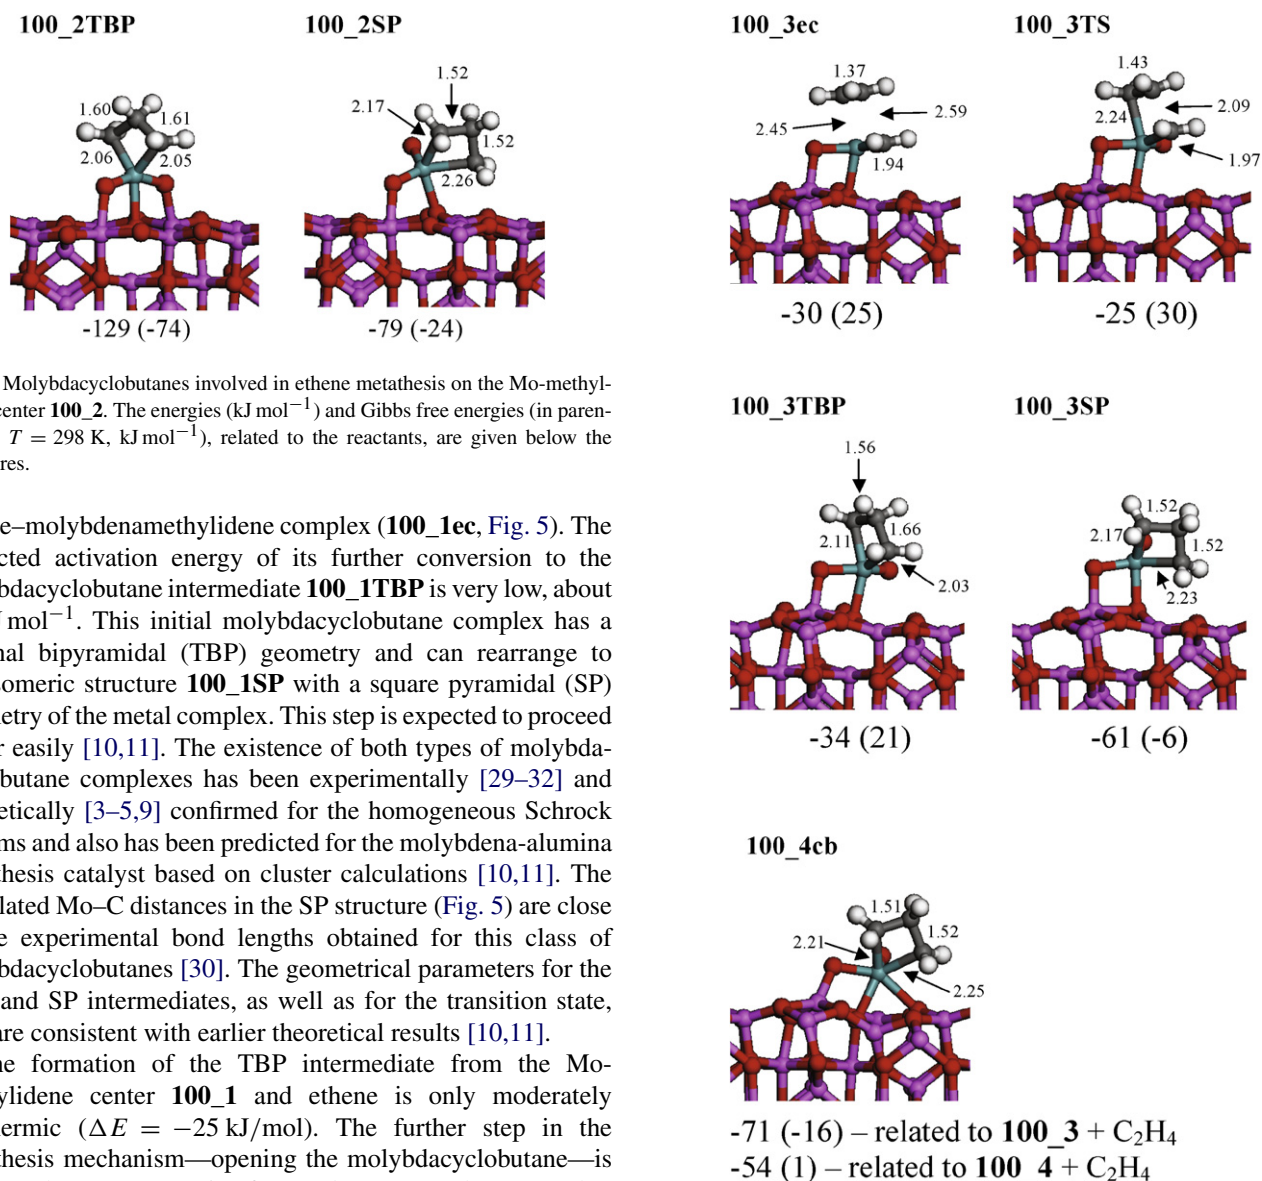 100_2TBP
100_2SP
1.60
1.61
2.06
2.05
1.52
2.17
1.52
2.26
-129 (-74)
-79 (-24)
Molybdacyclobutanes involved in ethene metathesis on the Mo-methyl-
center 100_2. The energies (kJ mol−1) and Gibbs free energies (in paren-
T = 298 K, kJ mol−1), related to the reactants, are given below the
res.
e–molybdenamethylidene complex (100_1ec, Fig. 5). The
cted activation energy of its further conversion to the
bdacyclobutane intermediate 100_1TBP is very low, about
mol−1. This initial molybdacyclobutane complex has a
nal bipyramidal (TBP) geometry and can rearrange to
someric structure 100_1SP with a square pyramidal (SP)
netry of the metal complex. This step is expected to proceed
r easily [10,11]. The existence of both types of molybda-
butane complexes has been experimentally [29–32] and
etically [3–5,9] confirmed for the homogeneous Schrock
ms and also has been predicted for the molybdena-alumina
thesis catalyst based on cluster calculations [10,11]. The
lated Mo–C distances in the SP structure (Fig. 5) are close
e experimental bond lengths obtained for this class of
bdacyclobutanes [30]. The geometrical parameters for the
and SP intermediates, as well as for the transition state,
are consistent with earlier theoretical results [10,11].
ne formation of the TBP intermediate from the Mo-
ylidene center 100_1 and ethene is only moderately
nermic (ΔE = −25 kJ/mol). The further step in the
thesis mechanism—opening the molybdacyclobutane—is
100_3ec
100_3TS
1.37
2.45
2.59
1.94
1.43
2.24
2.09
1.97
-30 (25)
-25 (30)
100_3TBP
100_3SP
1.56
2.11
1.66
2.03
1.52
2.17
1.52
2.23
-34 (21)
-61 (-6)
100_4cb
1.51
2.21
1.52
2.25
-71 (-16) – related to 100_3 + C2H4
-54 (1) – related to 100_4 + C2H4